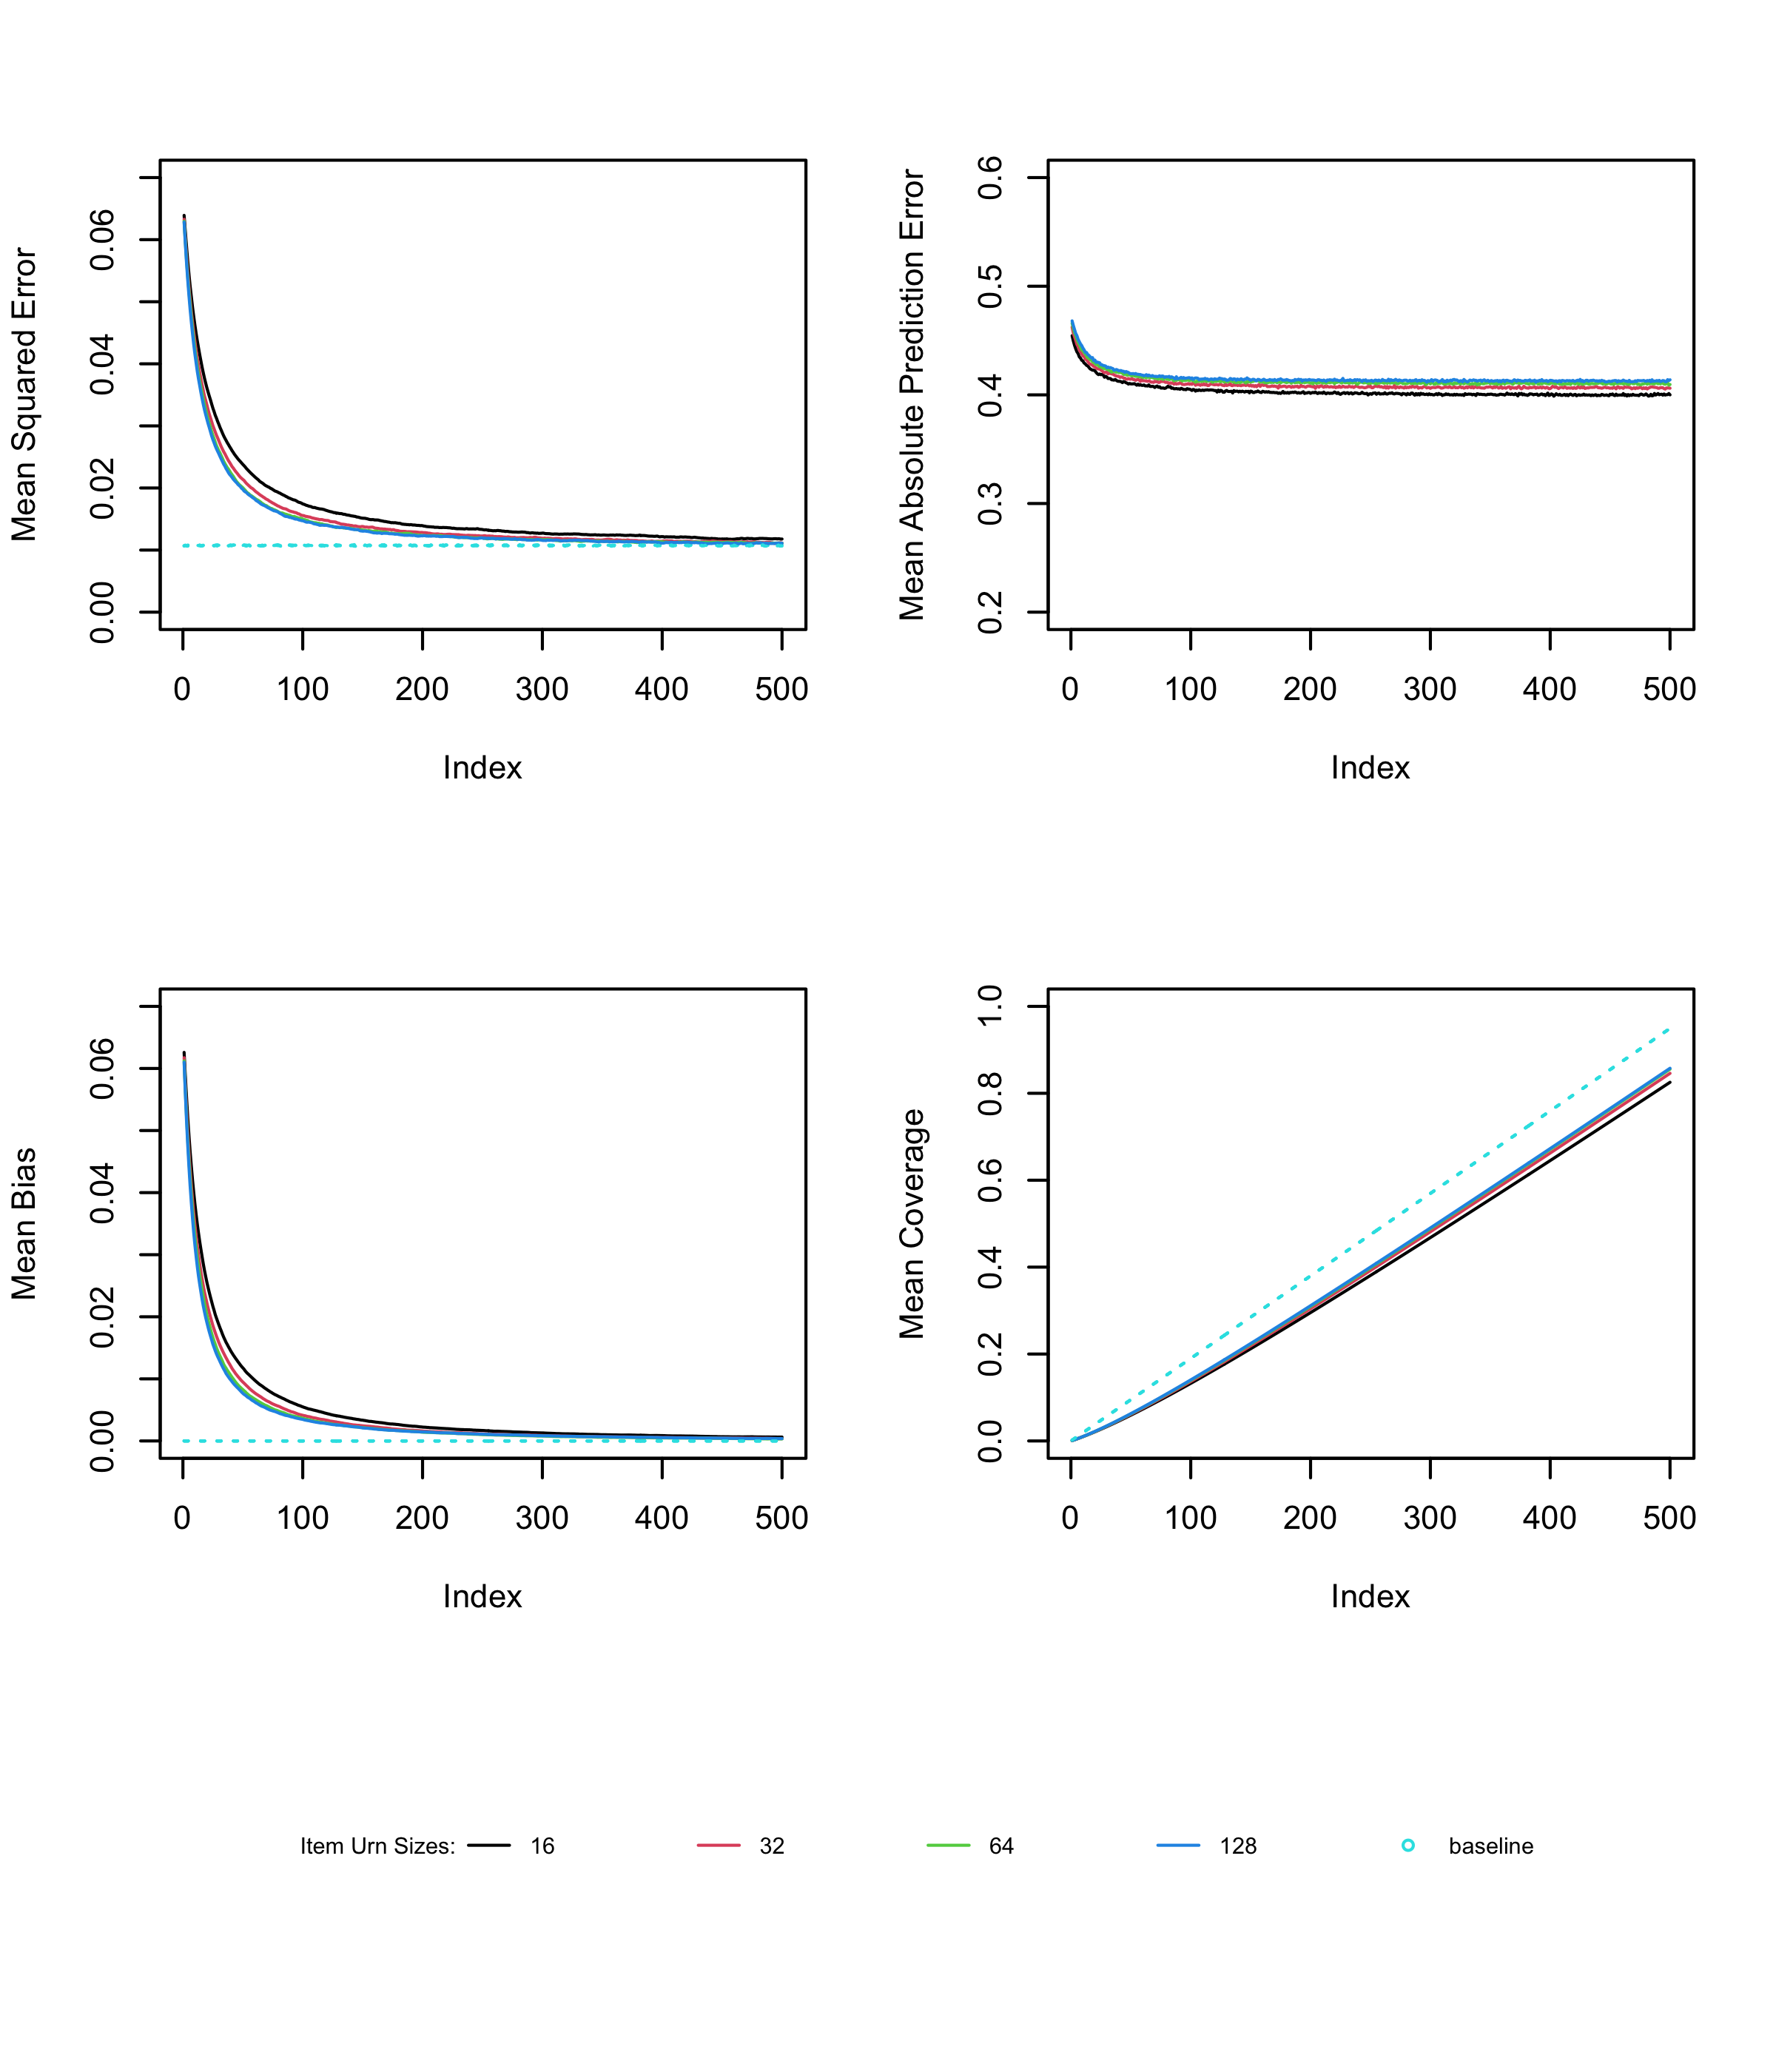 Mean Squared Error
0.00 0.02 0.04 0.06
0 100 200 300 400 500
Index
Mean Absolute Prediction Error
0.2 0.3 0.4 0.5 0.6
0 100 200 300 400 500
Index
Mean Bias
0.00 0.02 0.04 0.06
0 100 200 300 400 500
Index
Mean Coverage
0.0 0.2 0.4 0.6 0.8 1.0
0 100 200 300 400 500
Index
Item Urn Sizes: 16 32 64 128 baseline